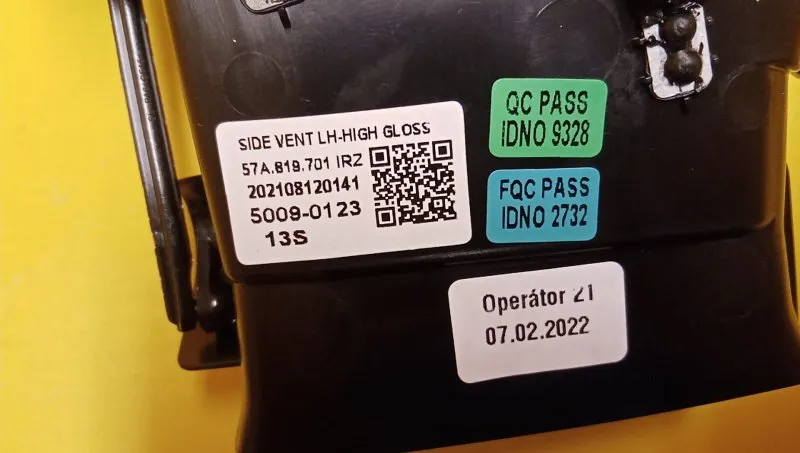 SIDE VENT LH-HIGH GLOSS
57A.819.701 IRZ
202108120141
5009-0123
13S
QC PASS
IDNO 9328
FQC PASS
IDNO 2732
Operátor 21
07.02.2022